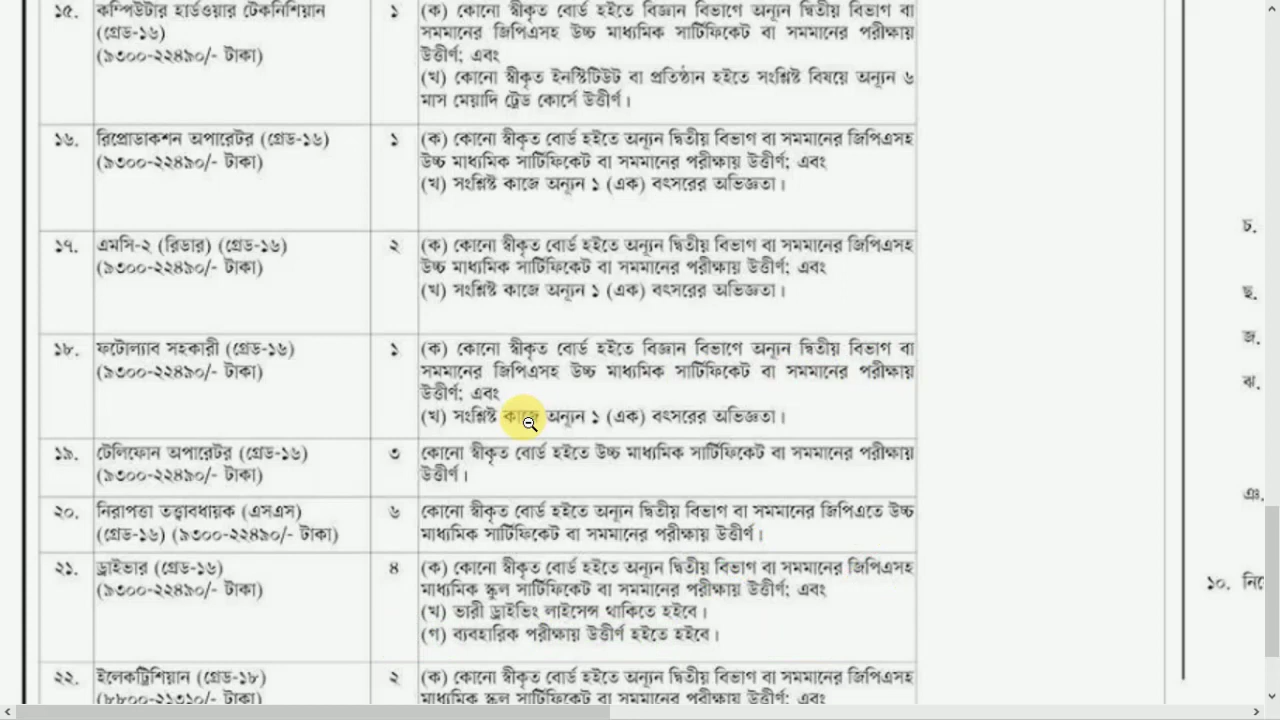 ১৫. কম্পিউটার হার্ডওয়ার টেকনিশিয়ান ১ (ক) কোনো স্বীকৃত বোর্ড হইতে বিজ্ঞান বিভাগে অন্যূন দ্বিতীয় বিভাগ বা
(গ্রেড-১৬) সমমানের জিপিএসহ উচ্চ মাধ্যমিক সার্টিফিকেট বা সমমানের পরীক্ষায়
(৯৩০০-২২৪৯০/- টাকা) উত্তীর্ণ; এবং
(খ) কোনো স্বীকৃত ইনস্টিটিউট বা প্রতিষ্ঠান হইতে সংশ্লিষ্ট বিষয়ে অন্যূন ৬
মাস মেয়াদি ট্রেড কোর্সে উত্তীর্ণ।
১৬. রিপ্রোডাকশন অপারেটর (গ্রেড-১৬) ১ (ক) কোনো স্বীকৃত বোর্ড হইতে অন্যূন দ্বিতীয় বিভাগ বা সমমানের জিপিএসহ
(৯৩০০-২২৪৯০/- টাকা) উচ্চ মাধ্যমিক সার্টিফিকেট বা সমমানের পরীক্ষায় উত্তীর্ণ; এবং
(খ) সংশ্লিষ্ট কাজে অন্যূন ১ (এক) বৎসরের অভিজ্ঞতা।
১৭. এমসি-২ (রিডার) (গ্রেড-১৬) ২ (ক) কোনো স্বীকৃত বোর্ড হইতে অন্যূন দ্বিতীয় বিভাগ বা সমমানের জিপিএসহ
(৯৩০০-২২৪৯০/- টাকা) উচ্চ মাধ্যমিক সার্টিফিকেট বা সমমানের পরীক্ষায় উত্তীর্ণ; এবং
(খ) সংশ্লিষ্ট কাজে অন্যূন ১ (এক) বৎসরের অভিজ্ঞতা।
১৮. ফটোল্যাব সহকারী (গ্রেড-১৬) ১ (ক) কোনো স্বীকৃত বোর্ড হইতে বিজ্ঞান বিভাগে অন্যূন দ্বিতীয় বিভাগ বা
(৯৩০০-২২৪৯০/- টাকা) সমমানের জিপিএসহ উচ্চ মাধ্যমিক সার্টিফিকেট বা সমমানের পরীক্ষায়
উত্তীর্ণ; এবং
(খ) সংশ্লিষ্ট কাজে অন্যূন ১ (এক) বৎসরের অভিজ্ঞতা।
১৯. টেলিফোন অপারেটর (গ্রেড-১৬) ৩ কোনো স্বীকৃত বোর্ড হইতে উচ্চ মাধ্যমিক সার্টিফিকেট বা সমমানের পরীক্ষায়
(৯৩০০-২২৪৯০/- টাকা) উত্তীর্ণ।
২০. নিরাপত্তা তত্ত্বাবধায়ক (এসএস) ৬ কোনো স্বীকৃত বোর্ড হইতে অন্যূন দ্বিতীয় বিভাগ বা সমমানের জিপিএতে উচ্চ
(গ্রেড-১৬) (৯৩০০-২২৪৯০/- টাকা) মাধ্যমিক সার্টিফিকেট বা সমমানের পরীক্ষায় উত্তীর্ণ।
২১. ড্রাইভার (গ্রেড-১৬) ৪ (ক) কোনো স্বীকৃত বোর্ড হইতে অন্যূন দ্বিতীয় বিভাগ বা সমমানের জিপিএসহ
(৯৩০০-২২৪৯০/- টাকা) মাধ্যমিক স্কুল সার্টিফিকেট বা সমমানের পরীক্ষায় উত্তীর্ণ; এবং
(খ) ভারী ড্রাইভিং লাইসেন্স থাকিতে হইবে।
(গ) ব্যবহারিক পরীক্ষায় উত্তীর্ণ হইতে হইবে।
২২. ইলেকট্রিশিয়ান (গ্রেড-১৮) ২ (ক) কোনো স্বীকৃত বোর্ড হইতে অন্যূন দ্বিতীয় বিভাগ বা সমমানের জিপিএসহ
(৮৮০০-২১৩১০/- টাকা) মাধ্যমিক স্কুল সার্টিফিকেট বা সমমানের পরীক্ষায় উত্তীর্ণ; এবং
চ.
ছ.
জ.
ঝ.
ঞ.
১০.